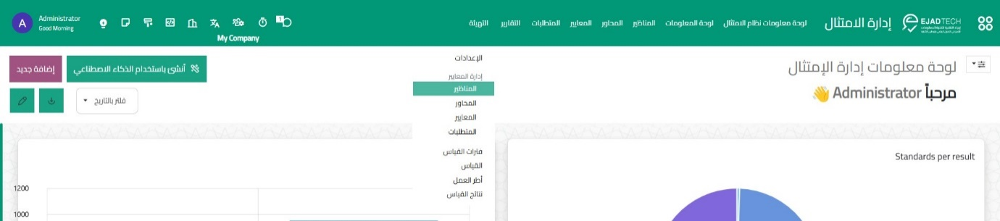 EJADTECH
إدارة الامتثال
لوحة معلومات نظام الامتثال
لوحة المعلومات
المناظير
المحاور
المعايير
المتطلبات
التقارير
التهيئة
1
My Company
Administrator
Good Morning
A
لوحة معلومات إدارة الإمتثال
مرحباً Administrator 👋
أنشئ باستخدام الذكاء الاصطناعي
إضافة جديد
فلتر بالتاريخ
الإعدادات
إدارة المعايير
المناظير
المحاور
المعايير
المتطلبات
فترات القياس
القياس
أطر العمل
نتائج القياس
Standards per result
1200
1000